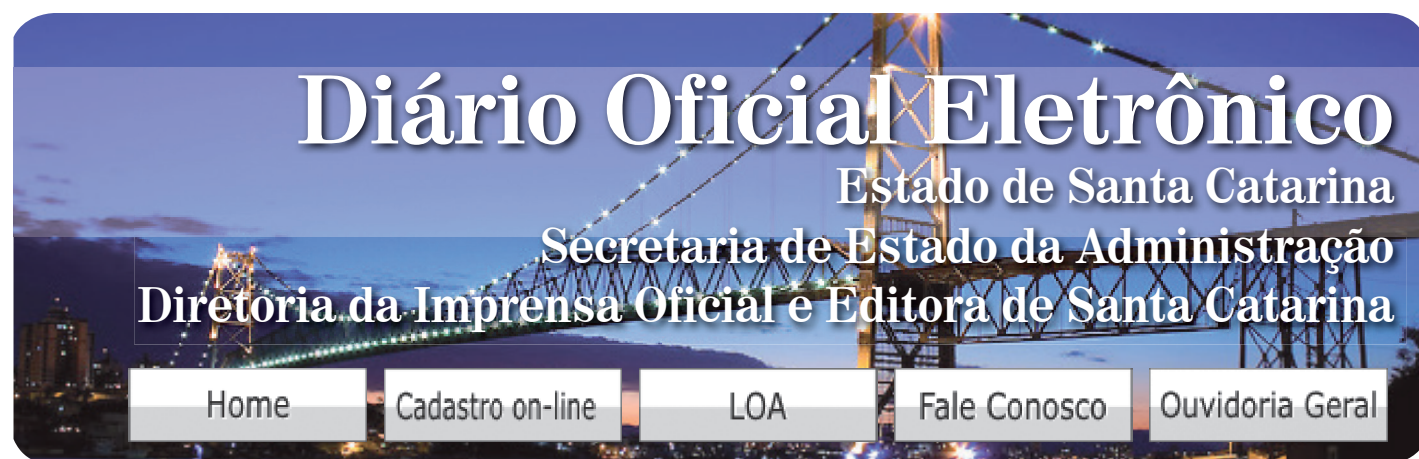 Diário Oficial Eletrônico
Estado de Santa Catarina
Secretaria de Estado da Administração
Diretoria da Imprensa Oficial e Editora de Santa Catarina
Home Cadastro on-line LOA Fale Conosco Ouvidoria Geral